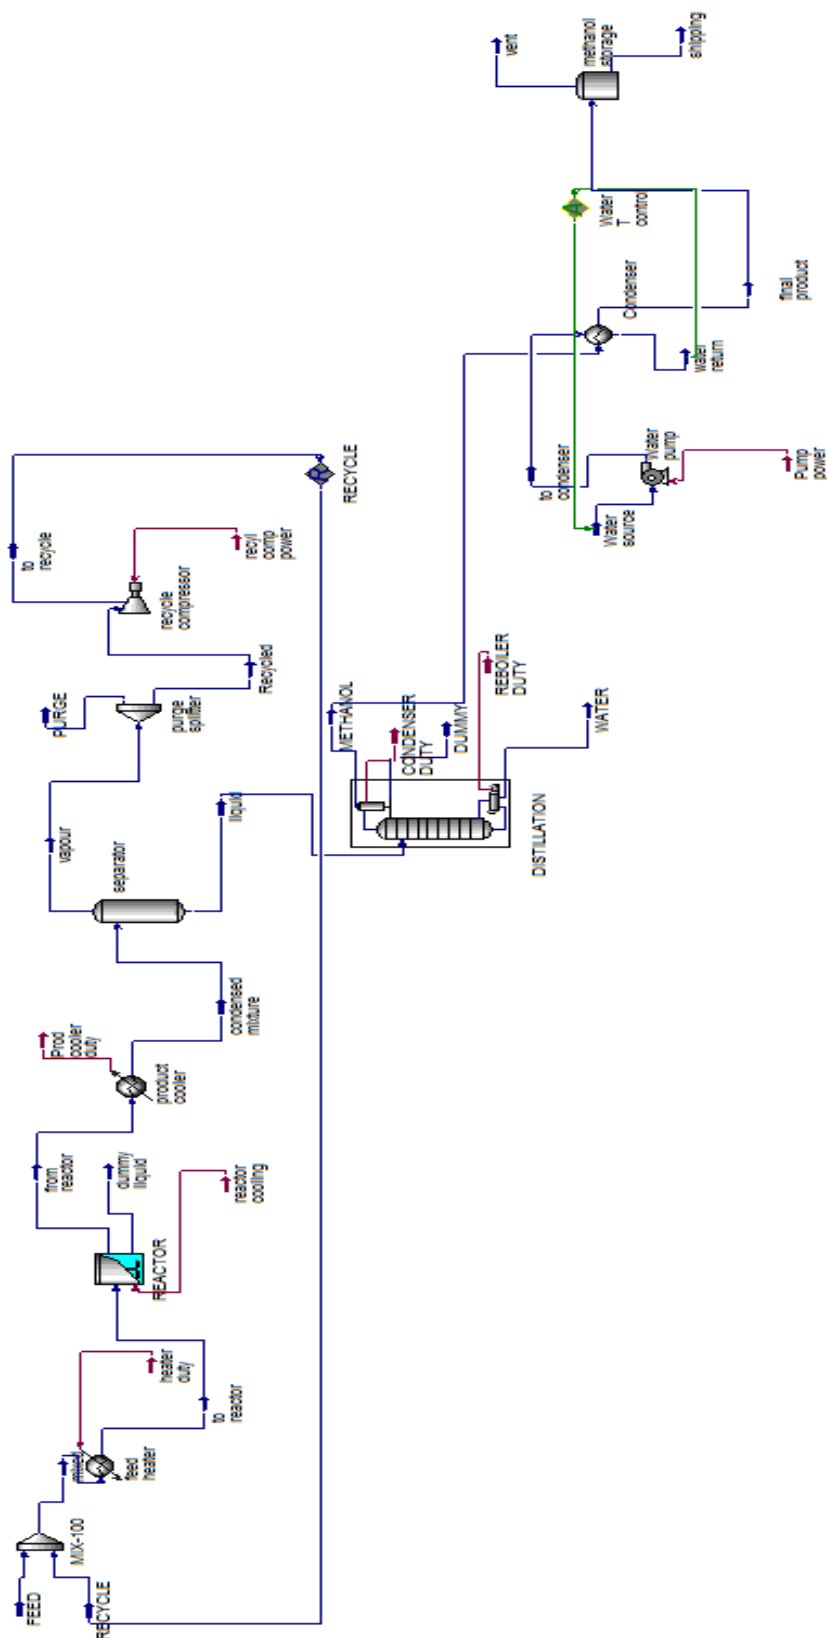 FEED
RECYCLE
MIX-100
mixed
feed
heater
heater
duty
to
reactor
REACTOR
reactor
cooling
from
reactor
dummy
liquid
Prod
cooler
duty
product
cooler
condensed
mixture
separator
vapour
liquid
PURGE
purge
splitter
Recycled
recycle
compressor
recyl
comp
power
to
recycle
RECYCLE
DISTILLATION
METHANOL
CONDENSER
DUTY
DUMMY
REBOILER
DUTY
WATER
Water
source
Water
pump
Pump
power
to
condenser
Condenser
water
return
Water
T
control
final
product
methanol
storage
vent
shipping